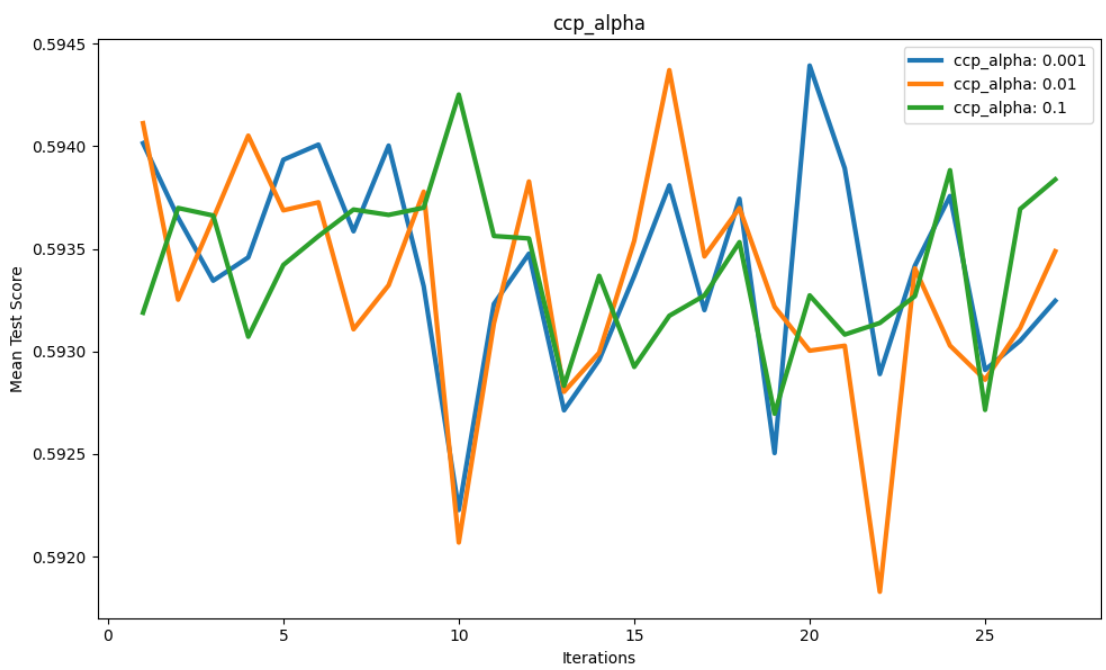 ccp_alpha
0.5945
0.5940
0.5935
0.5930
0.5925
0.5920
Mean Test Score
ccp_alpha: 0.001
ccp_alpha: 0.01
ccp_alpha: 0.1
0 5 10 15 20 25
Iterations